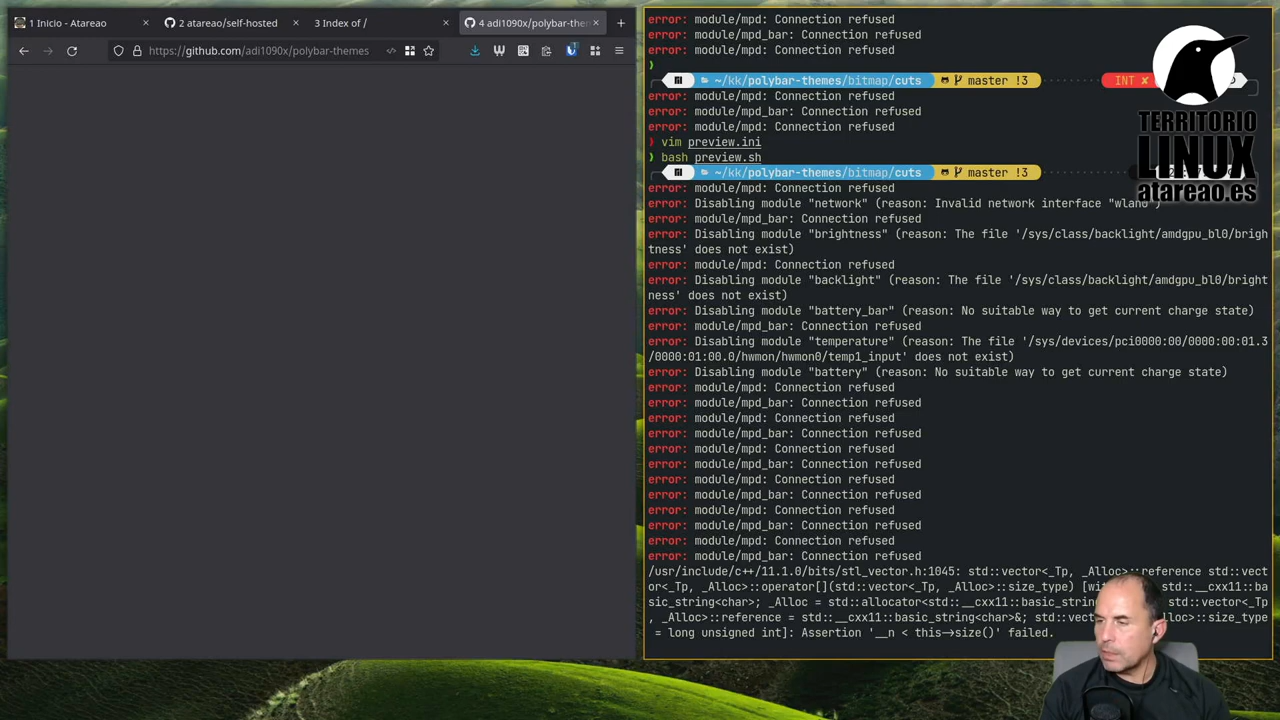 1 Inicio - Atareao
2 atareao/self-hosted
3 Index of /
4 adi1090x/polybar-the
https://github.com/adi1090x/polybar-themes
error: module/mpd: Connection refused
error: module/mpd_bar: Connection refused
error: module/mpd: Connection refused
~/kk/polybar-themes/bitmap/cuts master !3 INT ✘
error: module/mpd: Connection refused
error: module/mpd_bar: Connection refused
error: module/mpd: Connection refused
❯ vim preview.ini
❯ bash preview.sh
~/kk/polybar-themes/bitmap/cuts master !3
error: module/mpd: Connection refused
error: Disabling module "network" (reason: Invalid network interface "wlan
error: module/mpd_bar: Connection refused
error: Disabling module "brightness" (reason: The file '/sys/class/backlight/amdgpu_bl0/brigh
tness' does not exist)
error: module/mpd: Connection refused
error: Disabling module "backlight" (reason: The file '/sys/class/backlight/amdgpu_bl0/bright
ness' does not exist)
error: Disabling module "battery_bar" (reason: No suitable way to get current charge state)
error: module/mpd_bar: Connection refused
error: Disabling module "temperature" (reason: The file '/sys/devices/pci0000:00/0000:00:01.3
/0000:01:00.0/hwmon/hwmon0/temp1_input' does not exist)
error: Disabling module "battery" (reason: No suitable way to get current charge state)
error: module/mpd: Connection refused
error: module/mpd_bar: Connection refused
error: module/mpd: Connection refused
error: module/mpd_bar: Connection refused
error: module/mpd: Connection refused
error: module/mpd_bar: Connection refused
error: module/mpd: Connection refused
error: module/mpd_bar: Connection refused
error: module/mpd: Connection refused
error: module/mpd_bar: Connection refused
error: module/mpd: Connection refused
error: module/mpd_bar: Connection refused
/usr/include/c++/11.1.0/bits/stl_vector.h:1045: std::vector<_Tp, _Alloc>::reference std::vect
or<_Tp, _Alloc>::operator[](std::vector<_Tp, _Alloc>::size_type) [wi std::__cxx11::ba
sic_string<char>; _Alloc = std::allocator<std::__cxx11::basic_string std::vector<_Tp
, _Alloc>::reference = std::__cxx11::basic_string<char>&; std::vec oc>::size_type
= long unsigned int]: Assertion '__n < this->size()' failed.
TERRITORIO
LINUX
atareao.es